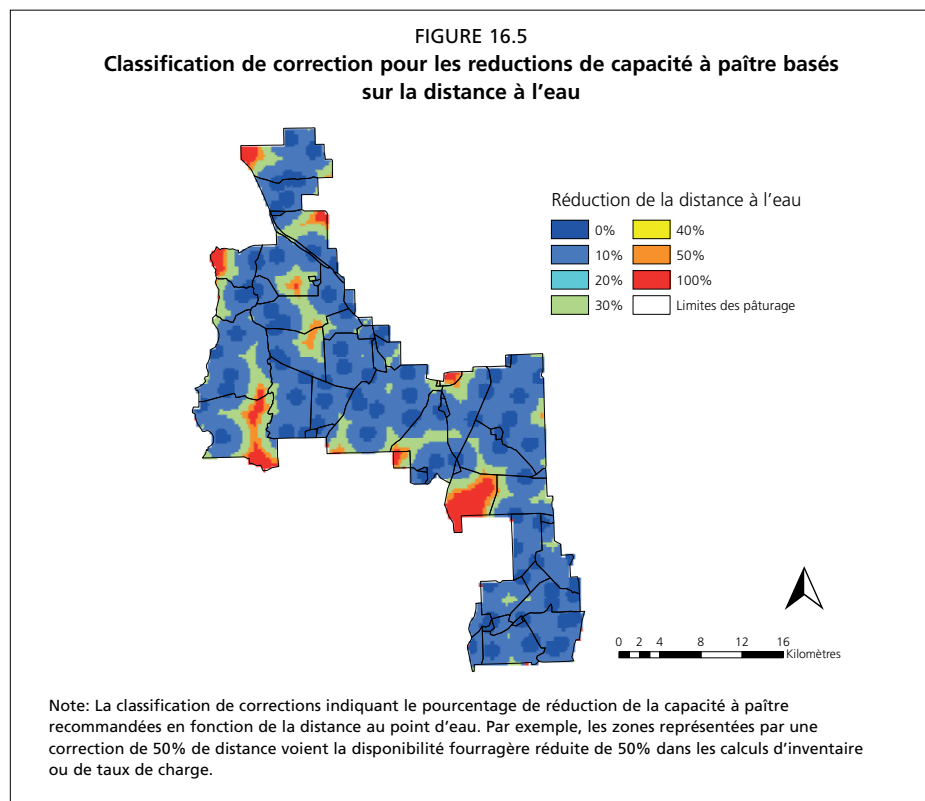 FIGURE 16.5
Classification de correction pour les reductions de capacité à paître basés
sur la distance à l'eau
Réduction de la distance à l'eau
0%
40%
10%
50%
20%
100%
30%
Limites des pâturage
0 2 4 8 12 16
Kilomètres
Note: La classification de corrections indiquant le pourcentage de réduction de la capacité à paître
recommandées en fonction de la distance au point d'eau. Par exemple, les zones représentées par une
correction de 50% de distance voient la disponibilité fourragère réduite de 50% dans les calculs d'inventaire
ou de taux de charge.